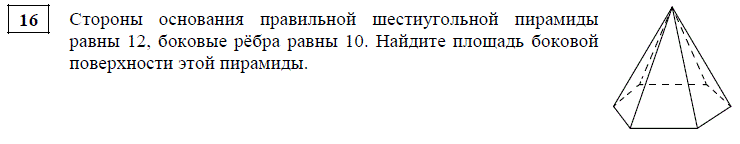 16 Стороны основания правильной шестиугольной пирамиды
равны 12, боковые рёбра равны 10. Найдите площадь боковой
поверхности этой пирамиды.